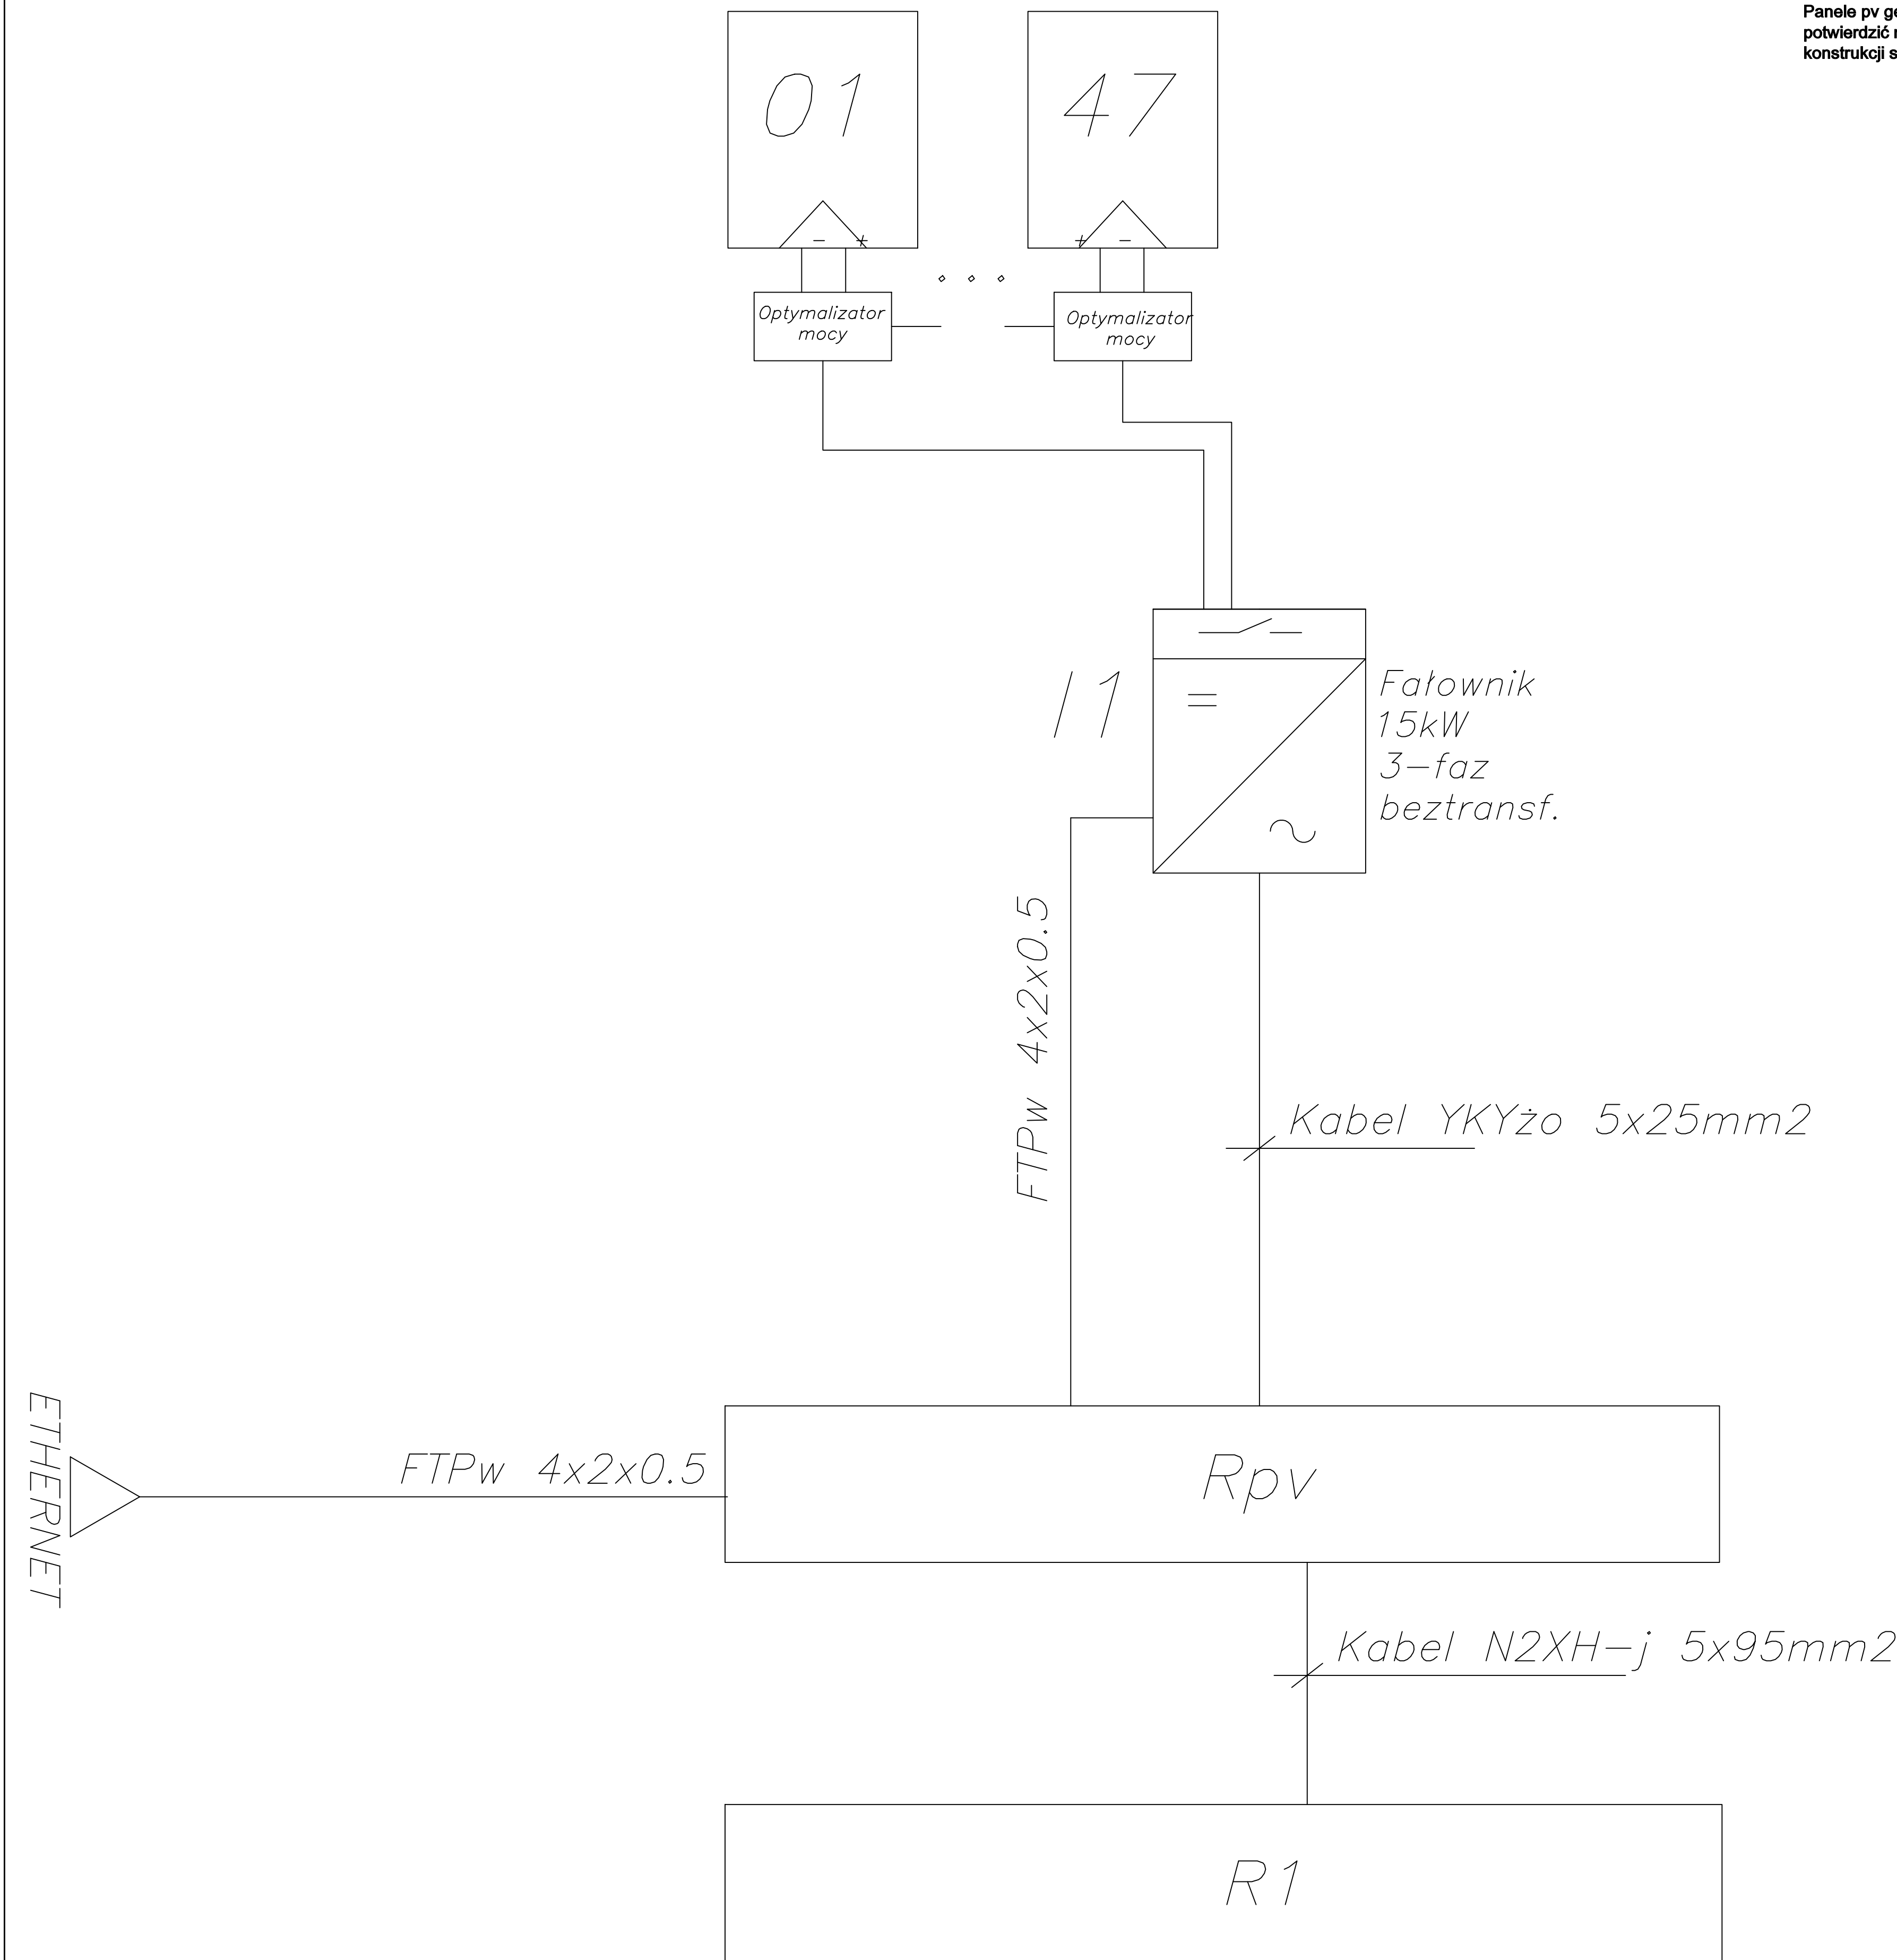 Panele pv
potwierdzić
konstrukcji
01
47
- +
+ -
Optymalizator
mocy
Optymalizator
mocy
I1
Fałownik
15kW
3-faz
beztransf.
FTPw 4x2x0.5
Kabel YKYżo 5x25mm2
ETHERNET
FTPw 4x2x0.5
Rpv
Kabel N2XH-j 5x95mm2
R1